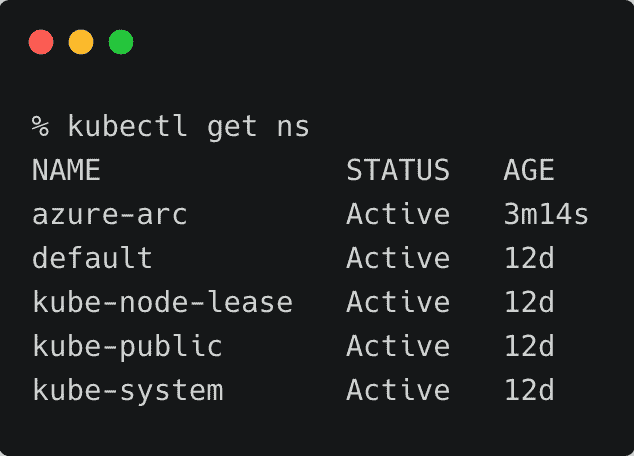 % kubectl get ns
NAME                STATUS   AGE
azure-arc           Active   3m14s
default             Active   12d
kube-node-lease     Active   12d
kube-public         Active   12d
kube-system         Active   12d